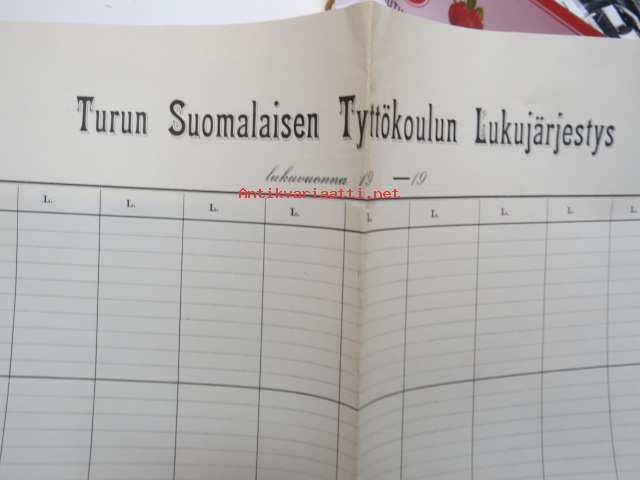 Turun Suomalaisen Tyttökoulun Lukujärjestys
lukuvuonna 19 —19
Antikvariaatti.net
L. L. L. L. L. L. L. L. L.